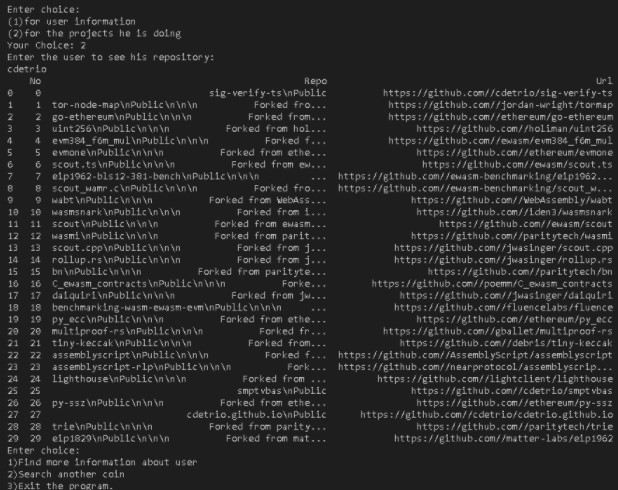 Enter choice:
(1)for user information
(2)for the projects he is doing
Your Choice: 2
Enter the user to see his repository:
cdetrio
No Repo Url
0 0 sig-verify-ts\nPublic https://github.com//cdetrio/sig-verify-ts
1 1 tor-node-map\nPublic\n\n\n Forked fro... https://github.com//jordan-wright/tormap
2 2 go-ethereum\nPublic\n\n\n Forked from... https://github.com//ethereum/go-ethereum
3 3 uint256\nPublic\n\n\n Forked from hol... https://github.com//holiman/uint256
4 4 evm384_f6m_mul\nPublic\n\n\n Forked f... https://github.com//ewasm/evm384_f6m_mul
5 5 evmone\nPublic\n\n\n Forked from ethe... https://github.com//ethereum/evmone
6 6 scout.ts\nPublic\n\n\n Forked from ew... https://github.com//ewasm/scout.ts
7 7 eip1962-bls12-381-bench\nPublic\n\n\n ... https://github.com//ewasm-benchmarking/eip1962...
8 8 scout_wamr.c\nPublic\n\n\n Forked fro... https://github.com//ewasm-benchmarking/scout_w...
9 9 wabt\nPublic\n\n\n Forked from WebAss... https://github.com//WebAssembly/wabt
10 10 wasmsnark\nPublic\n\n\n Forked from i... https://github.com//iden3/wasmsnark
11 11 scout\nPublic\n\n\n Forked from ewasm... https://github.com//ewasm/scout
12 12 wasmi\nPublic\n\n\n Forked from parit... https://github.com//paritytech/wasmi
13 13 scout.cpp\nPublic\n\n\n Forked from j... https://github.com//jwasinger/scout.cpp
14 14 rollup.rs\nPublic\n\n\n Forked from j... https://github.com//jwasinger/rollup.rs
15 15 bn\nPublic\n\n\n Forked from parityte... https://github.com//paritytech/bn
16 16 C_ewasm_contracts\nPublic\n\n\n Forke... https://github.com//poemm/C_ewasm_contracts
17 17 daiquiri\nPublic\n\n\n Forked from jw... https://github.com//jwasinger/daiquiri
18 18 benchmarking-wasm-ewasm-evm\nPublic\n\n\n ... https://github.com//fluencelabs/fluence
19 19 py_ecc\nPublic\n\n\n Forked from ethe... https://github.com//ethereum/py_ecc
20 20 multiproof-rs\nPublic\n\n\n Forked fr... https://github.com//gballet/multiproof-rs
21 21 tiny-keccak\nPublic\n\n\n Forked from... https://github.com//debris/tiny-keccak
22 22 assemblyscript\nPublic\n\n\n Forked f... https://github.com//AssemblyScript/assemblyscript
23 23 assemblyscript-rlp\nPublic\n\n\n Fork... https://github.com//nearprotocol/assemblyscrip...
24 24 lighthouse\nPublic\n\n\n Forked from ... https://github.com//lightclient/lighthouse
25 25 smptvbas\nPublic https://github.com//cdetrio/smptvbas
26 26 py-ssz\nPublic\n\n\n Forked from ethe... https://github.com//ethereum/py-ssz
27 27 cdetrio.github.io\nPublic https://github.com//cdetrio/cdetrio.github.io
28 28 trie\nPublic\n\n\n Forked from parity... https://github.com//paritytech/trie
29 29 eip1829\nPublic\n\n\n Forked from mat... https://github.com//matter-labs/eip1962
Enter choice:
1)Find more information about user
2)Search another coin
3)Exit the program.